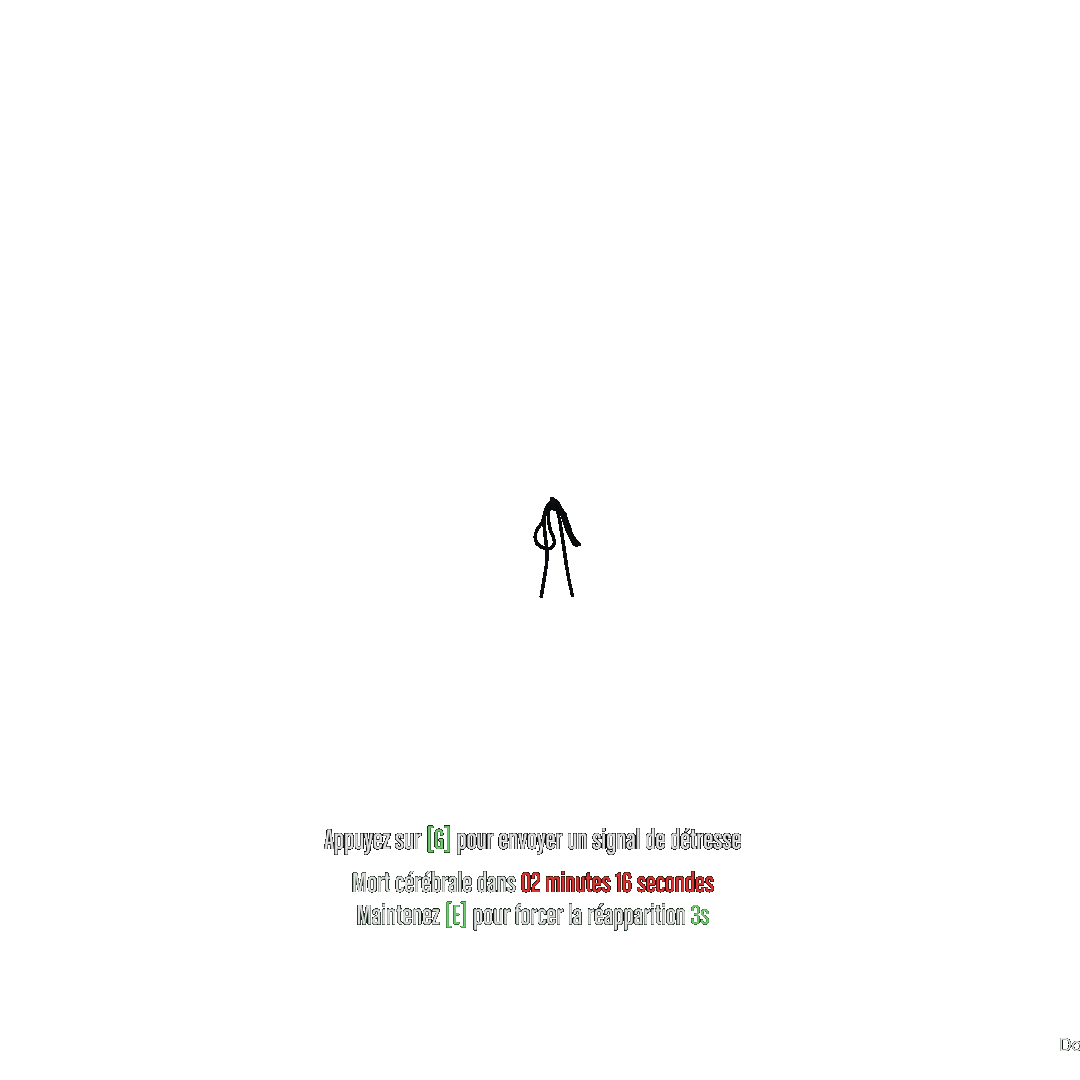 Appuyez sur [G] pour envoyer un signal de détresse
Mort cérébrale dans 02 minutes 16 secondes
Maintenez [E] pour forcer la réapparition 3s